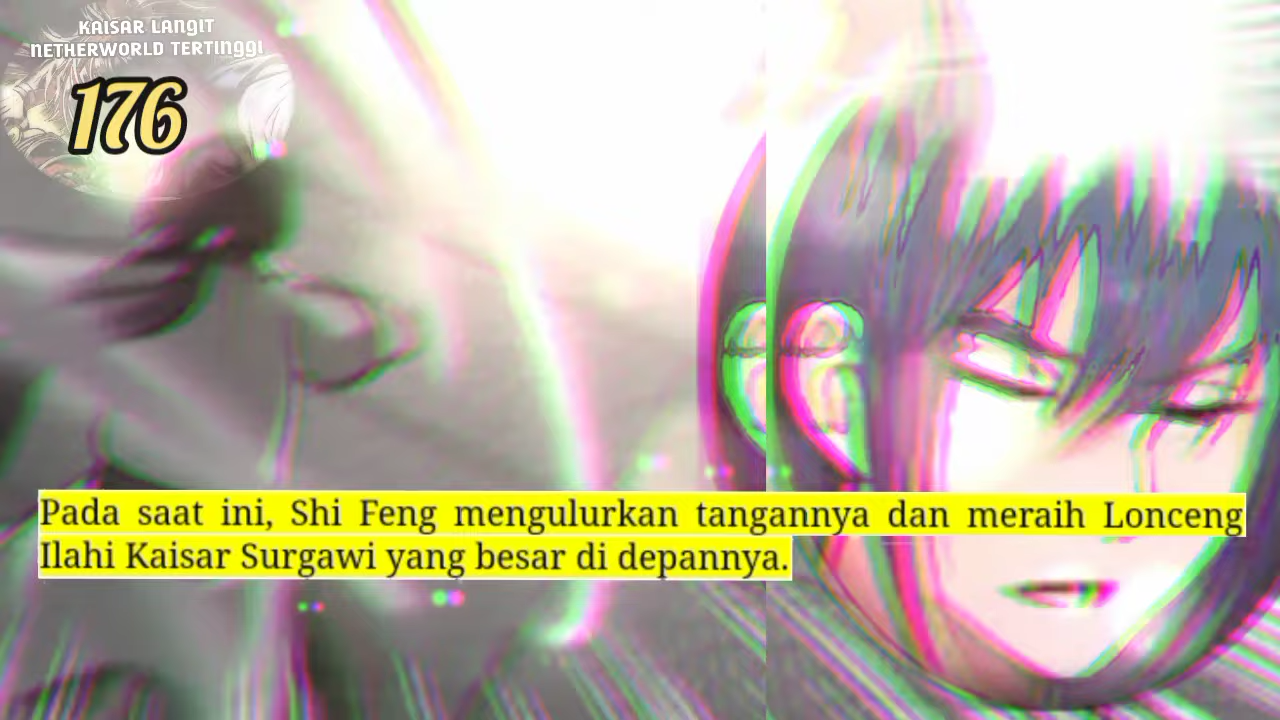 KAISAR LANGIT
NETHERWORLD TERTINGGI
176
Pada saat ini, Shi Feng mengulurkan tangannya dan meraih Lonceng
Ilahi Kaisar Surgawi yang besar di depannya.